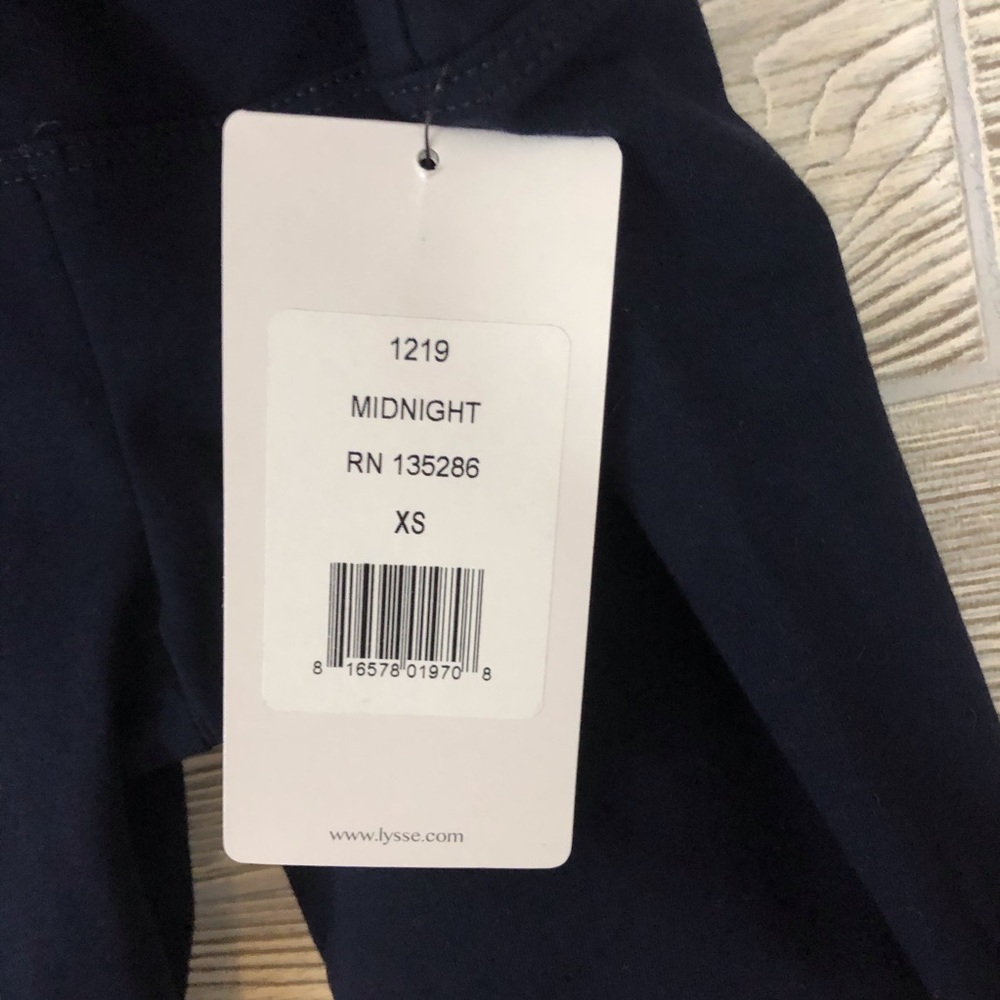 1219
MIDNIGHT
RN 135286
XS
8 16578 01970 8
www.lysse.com